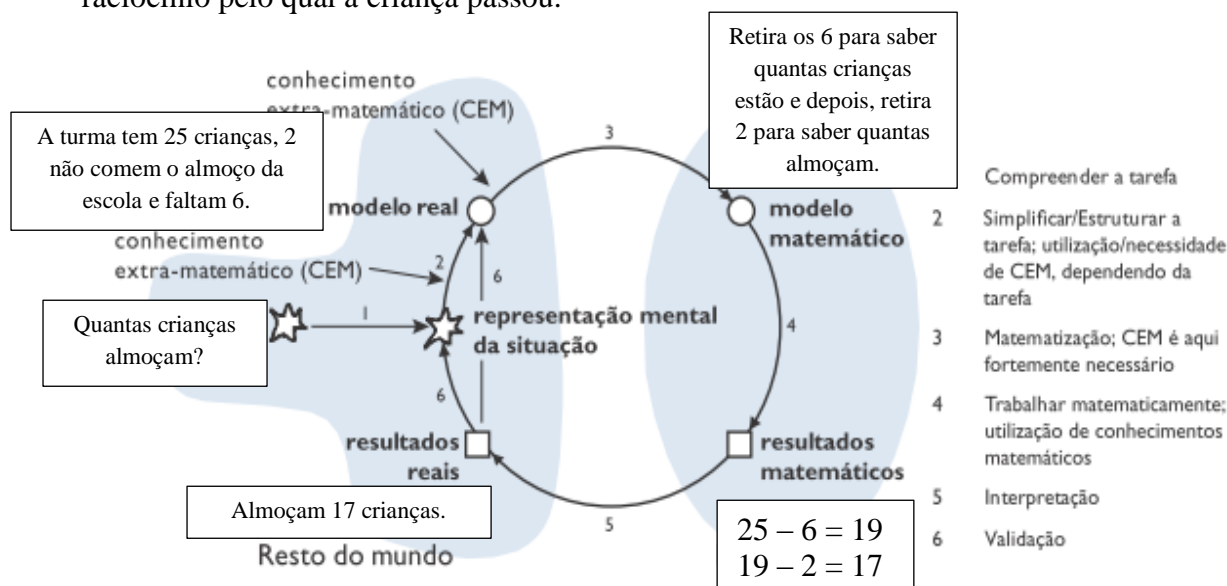 raciocínio pelo qual a criança passou.
Retira os 6 para saber
quantas crianças
estão e depois, retira
2 para saber quantas
almoçam.
conhecimento
extra-matemático (CEM)
A turma tem 25 crianças, 2
não comem o almoço da
escola e faltam 6.
modelo real
3
modelo
matemático
conhecimento
extra-matemático (CEM)
2
6
Quantas crianças
almoçam?
1
representação mental
da situação
4
6
resultados
reais
resultados
matemáticos
Almoçam 17 crianças.
5
25 – 6 = 19
19 – 2 = 17
Resto do mundo
Compreender a tarefa
2 Simplificar/Estruturar a
tarefa; utilização/necessidade
de CEM, dependendo da
tarefa
3 Matematização; CEM é aqui
fortemente necessário
4 Trabalhar matematicamente;
utilização de conhecimentos
matemáticos
5 Interpretação
6 Validação